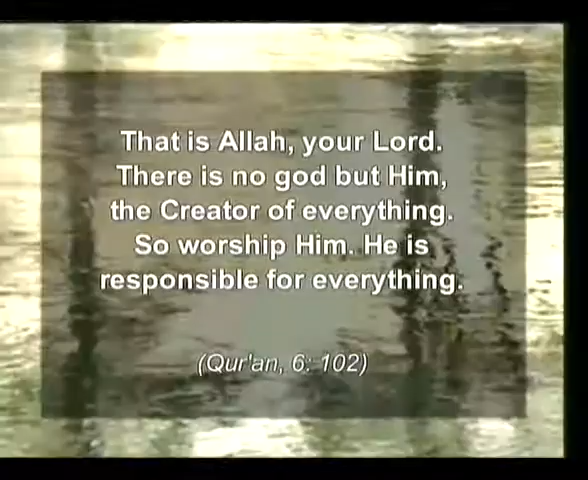 That is Allah, your Lord.
There is no god but Him,
the Creator of everything.
So worship Him. He is
responsible for everything.
(Qur'an, 6: 102)